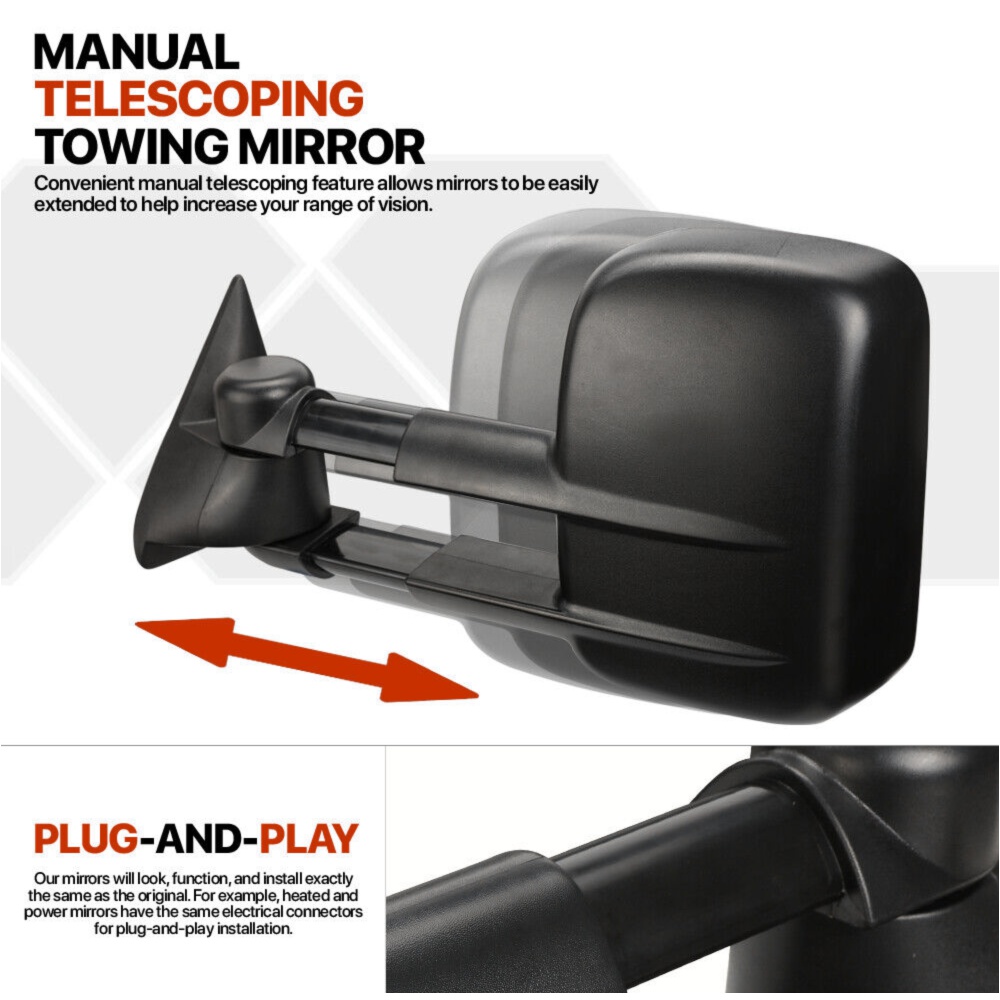 MANUAL
TELESCOPING
TOWING MIRROR
Convenient manual telescoping feature allows mirrors to be easily
extended to help increase your range of vision.
PLUG-AND-PLAY
Our mirrors will look, function, and install exactly
the same as the original. For example, heated and
power mirrors have the same electrical connectors
for plug-and-play installation.